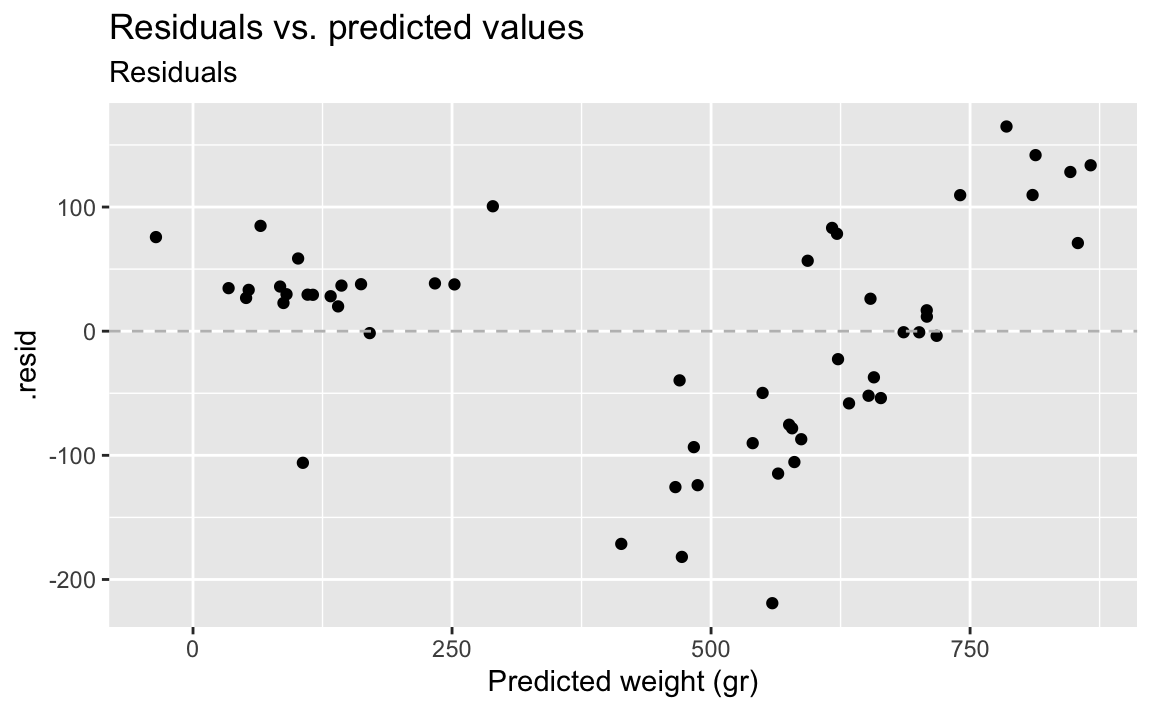 Residuals vs. predicted values
Residuals
.resid
100
0
-100
-200
0 250 500 750
Predicted weight (gr)